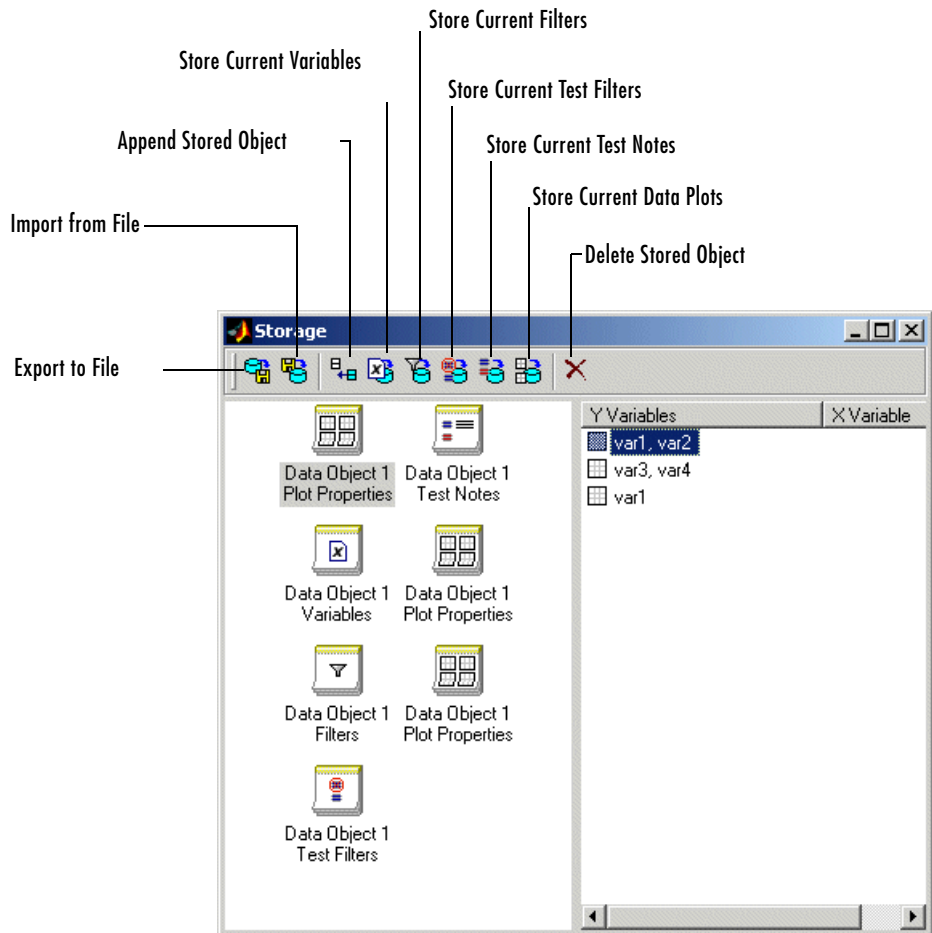 Store Current Filters
Store Current Variables
Store Current Test Filters
Append Stored Object
Store Current Test Notes
Store Current Data Plots
Import from File
Delete Stored Object
Export to File
Storage
Y Variables
X Variable
var1, var2
var3, var4
var1
Data Object 1
Plot Properties
Data Object 1
Test Notes
Data Object 1
Variables
Data Object 1
Plot Properties
Data Object 1
Filters
Data Object 1
Plot Properties
Data Object 1
Test Filters